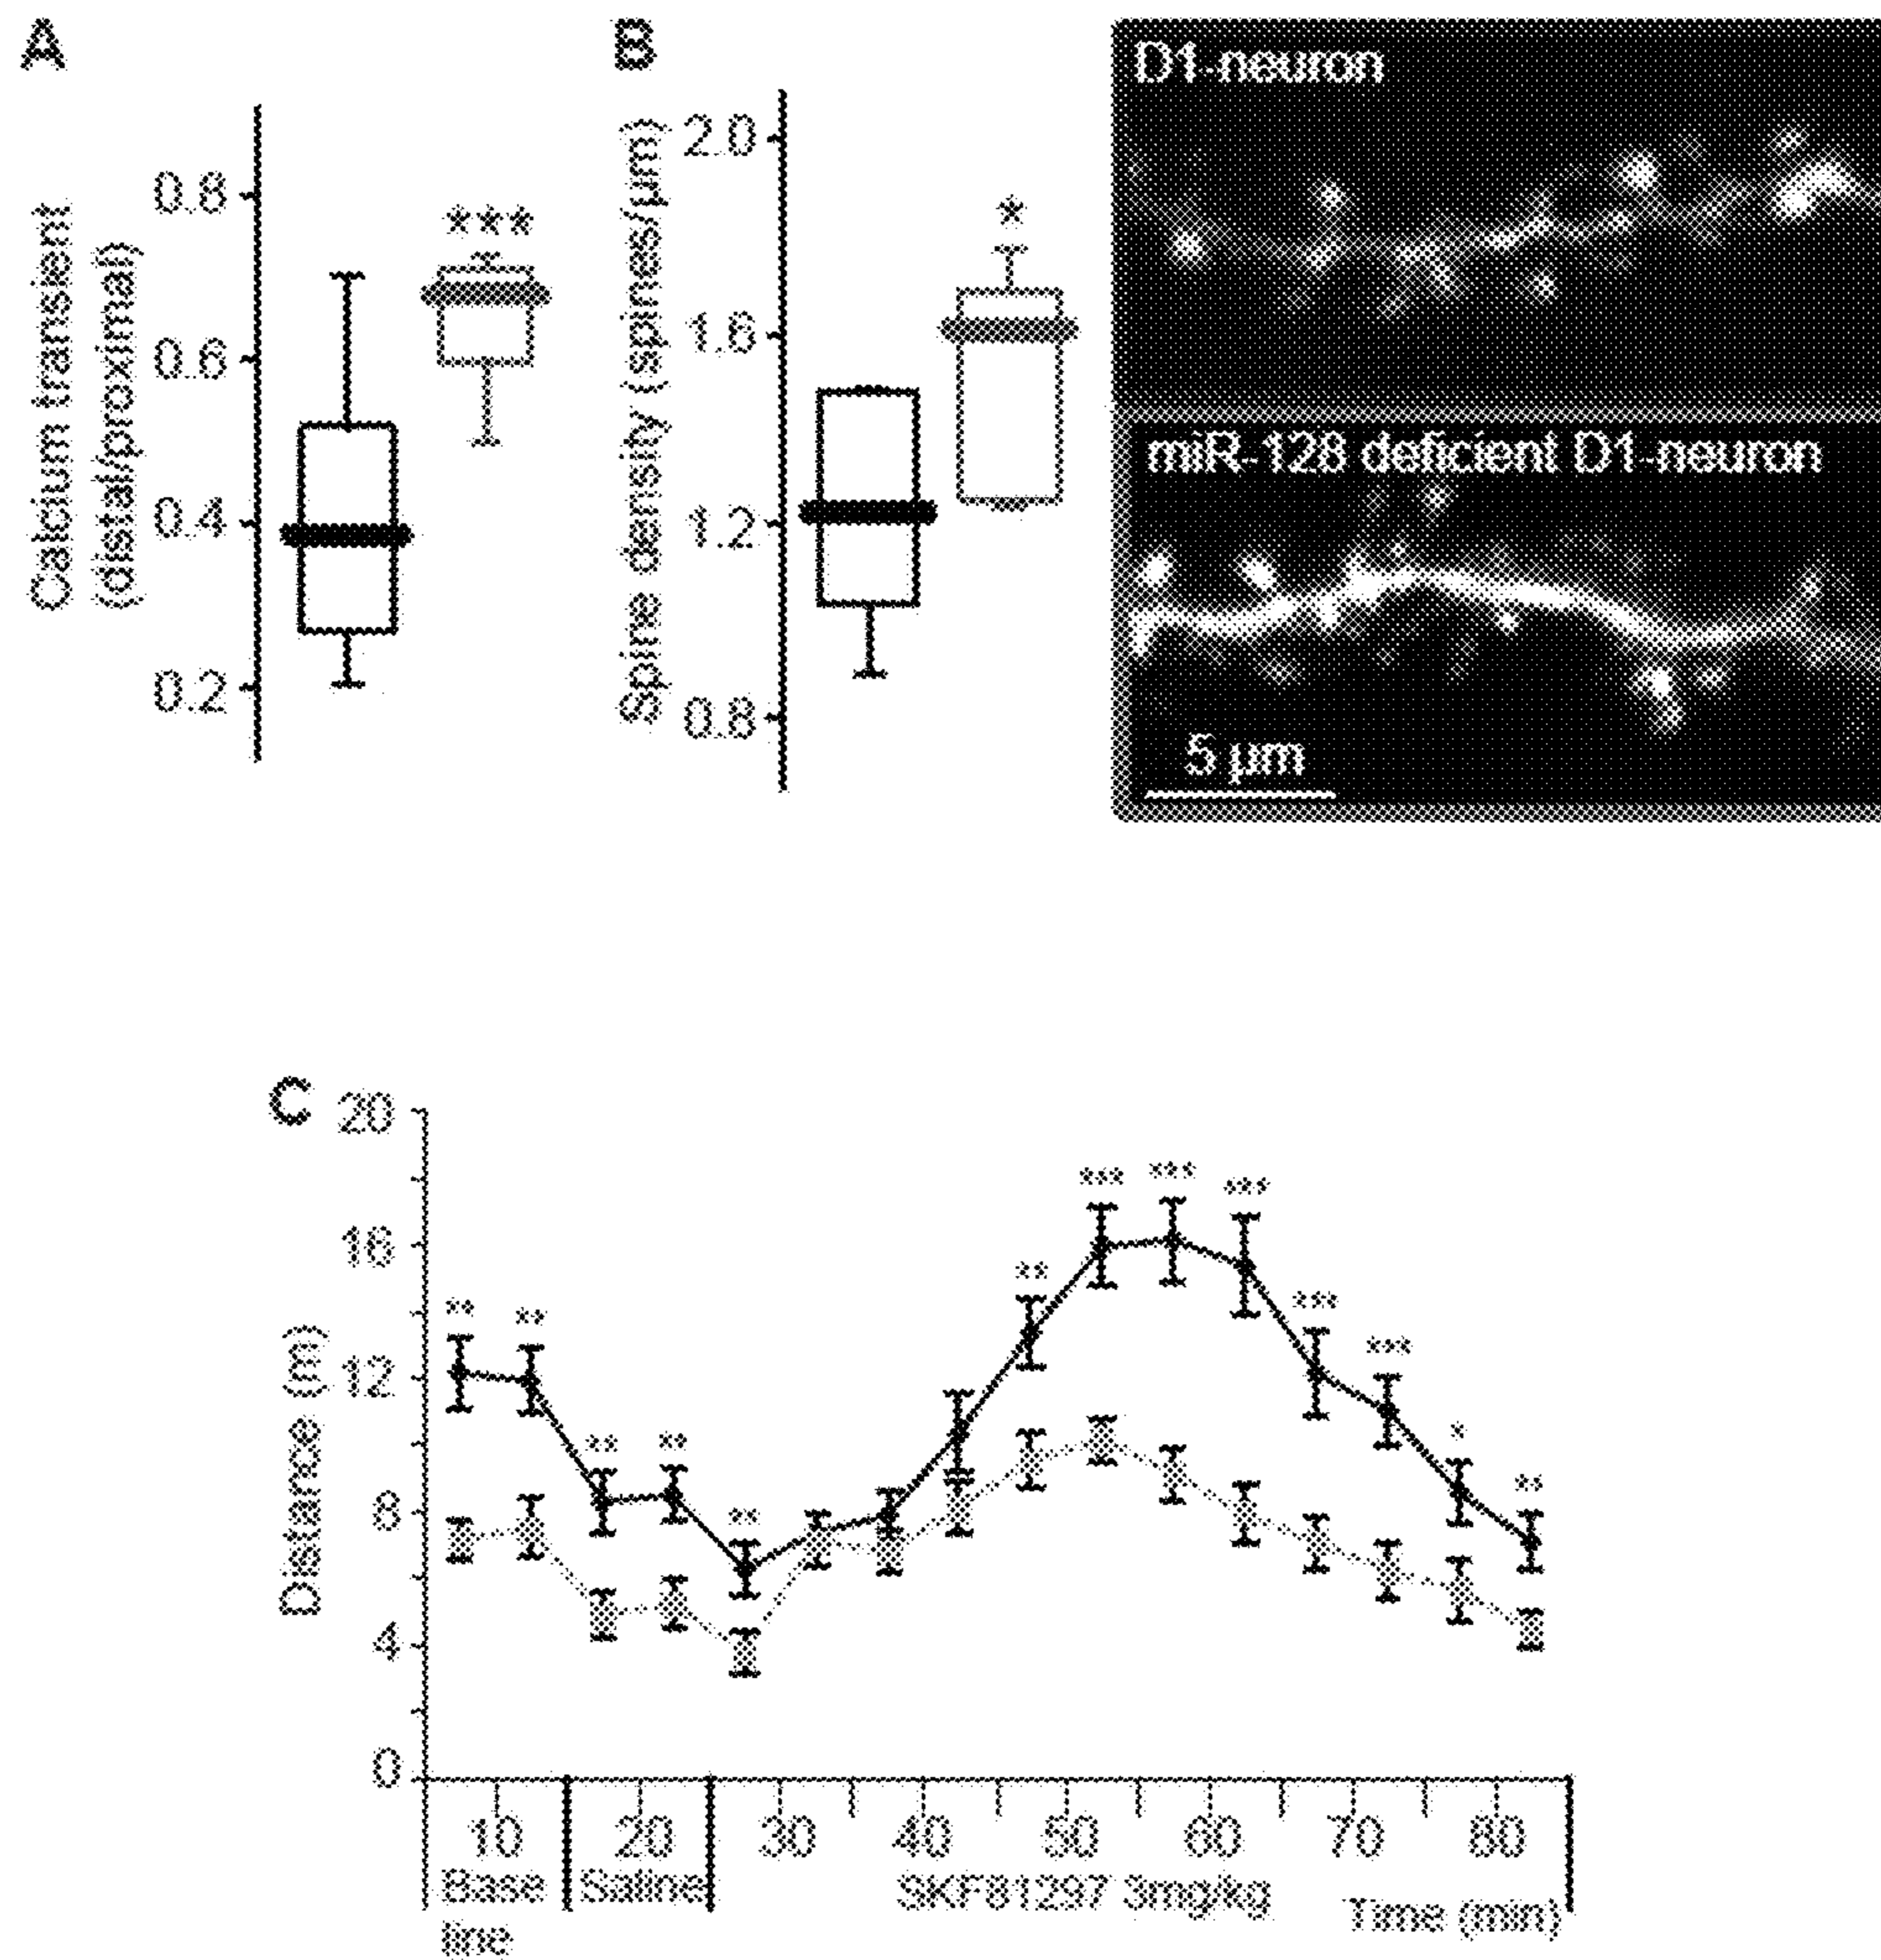 A
Calcium transient
(distal/proximal)
0.8
0.6
0.4
0.2
***
B
Spine density (spines/µm)
2.0
1.6
1.2
0.8
*
D1-neuron
miR-128 deficient D1-neuron
5 µm
C
Distance (m)
20
16
12
8
4
0
** ** ** ** ** ** *** *** *** *** *** * **
10 20 30 40 50 60 70 80
Base Saline SKF81297 3mg/kg Time (min)
line